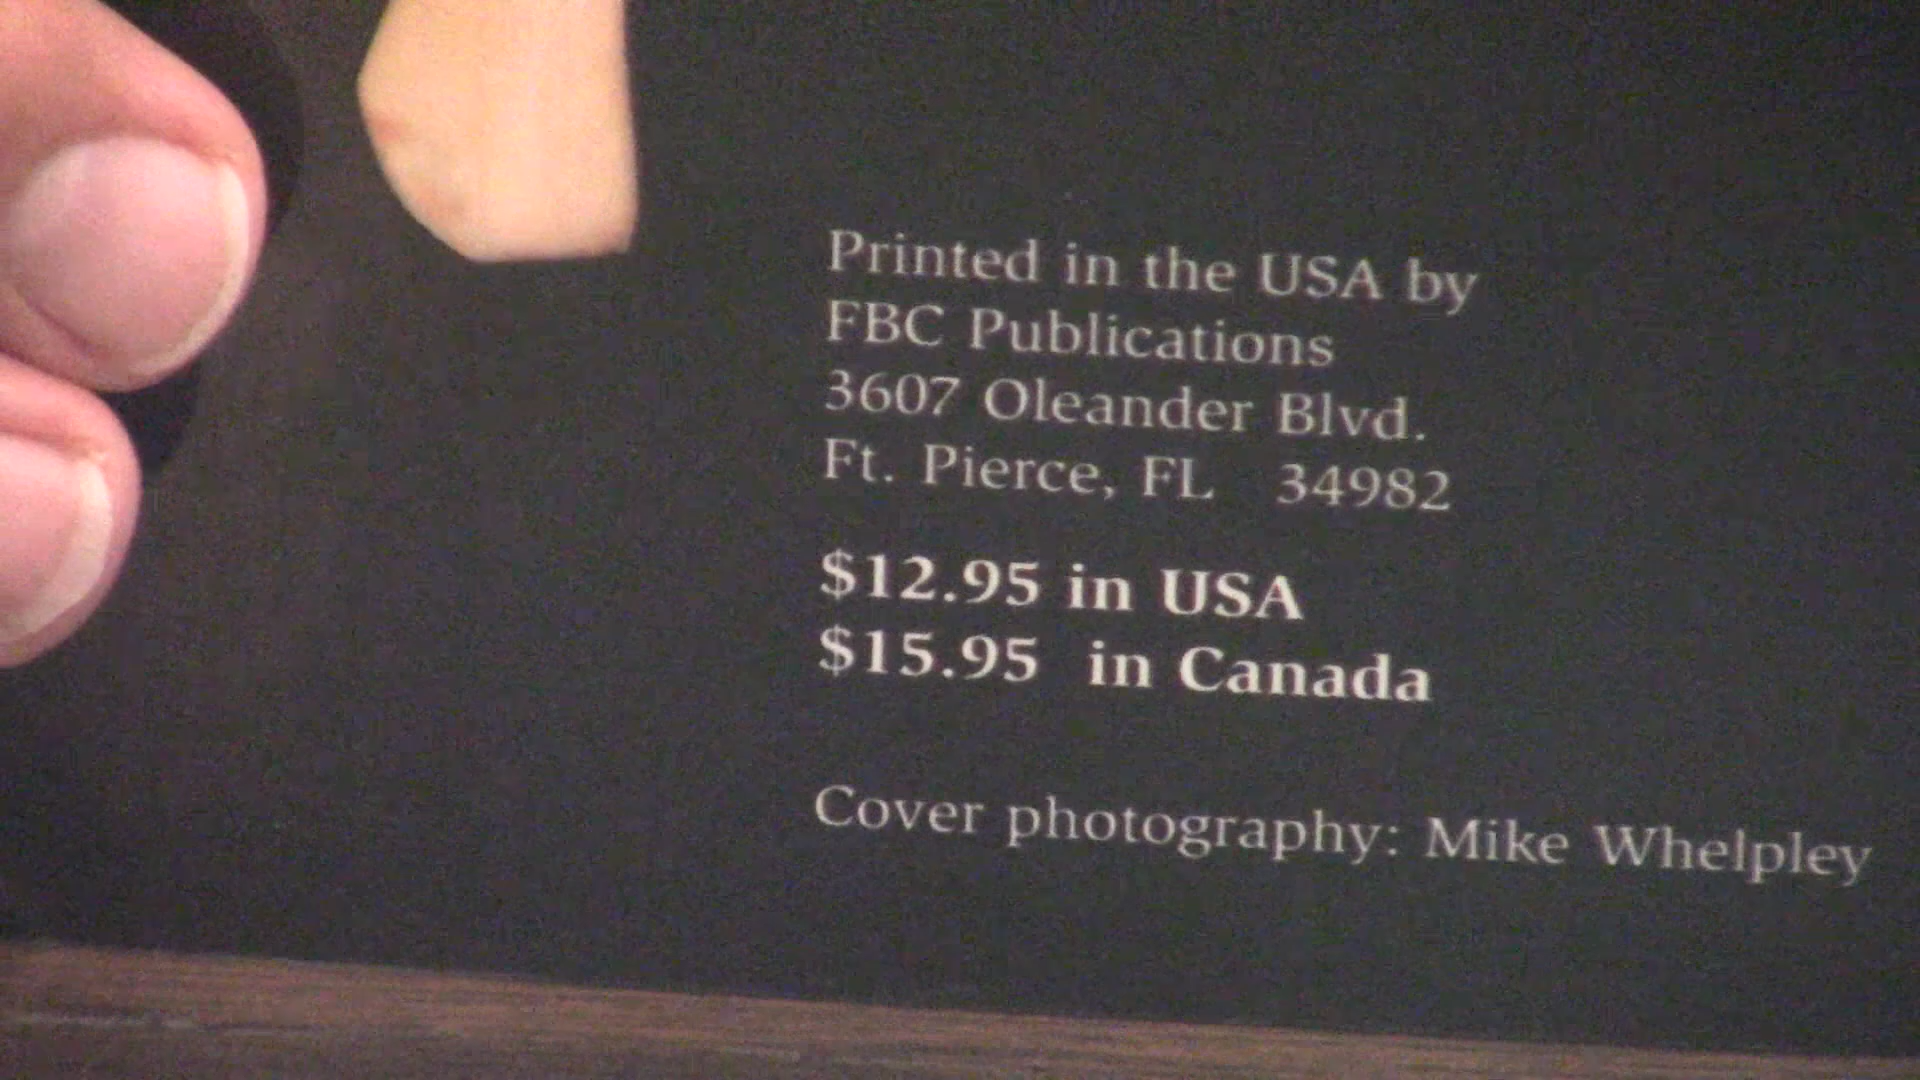 Printed in the USA by
FBC Publications
3607 Oleander Blvd.
Ft. Pierce, FL 34982
$12.95 in USA
$15.95 in Canada
Cover photography: Mike Whelpley